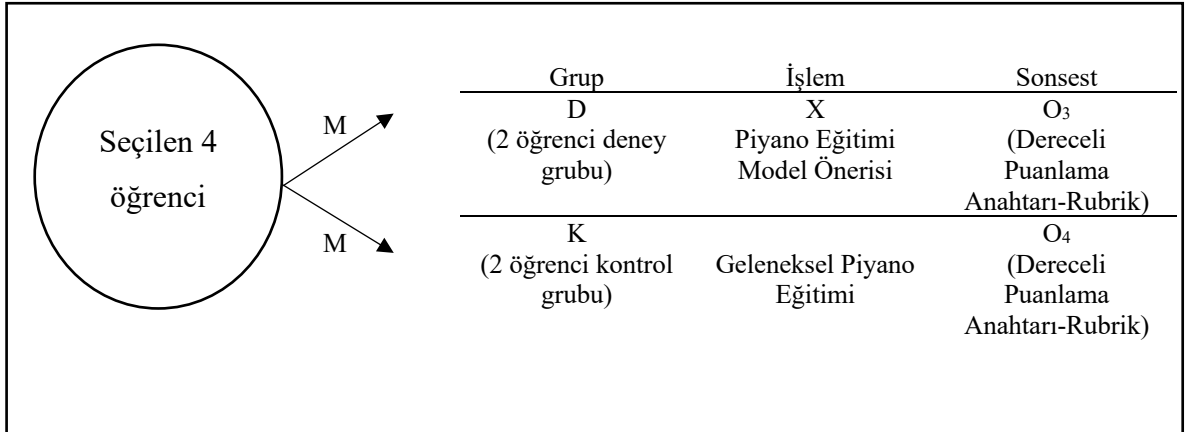 Seçilen 4
öğrenci
M
M
Grup İşlem Sonsest
D X O₃
(2 öğrenci deney Piyano Eğitimi (Dereceli
grubu) Model Önerisi Puanlama
Anahtarı-Rubrik)
K O₄
(2 öğrenci kontrol Geleneksel Piyano (Dereceli
grubu) Eğitimi Puanlama
Anahtarı-Rubrik)